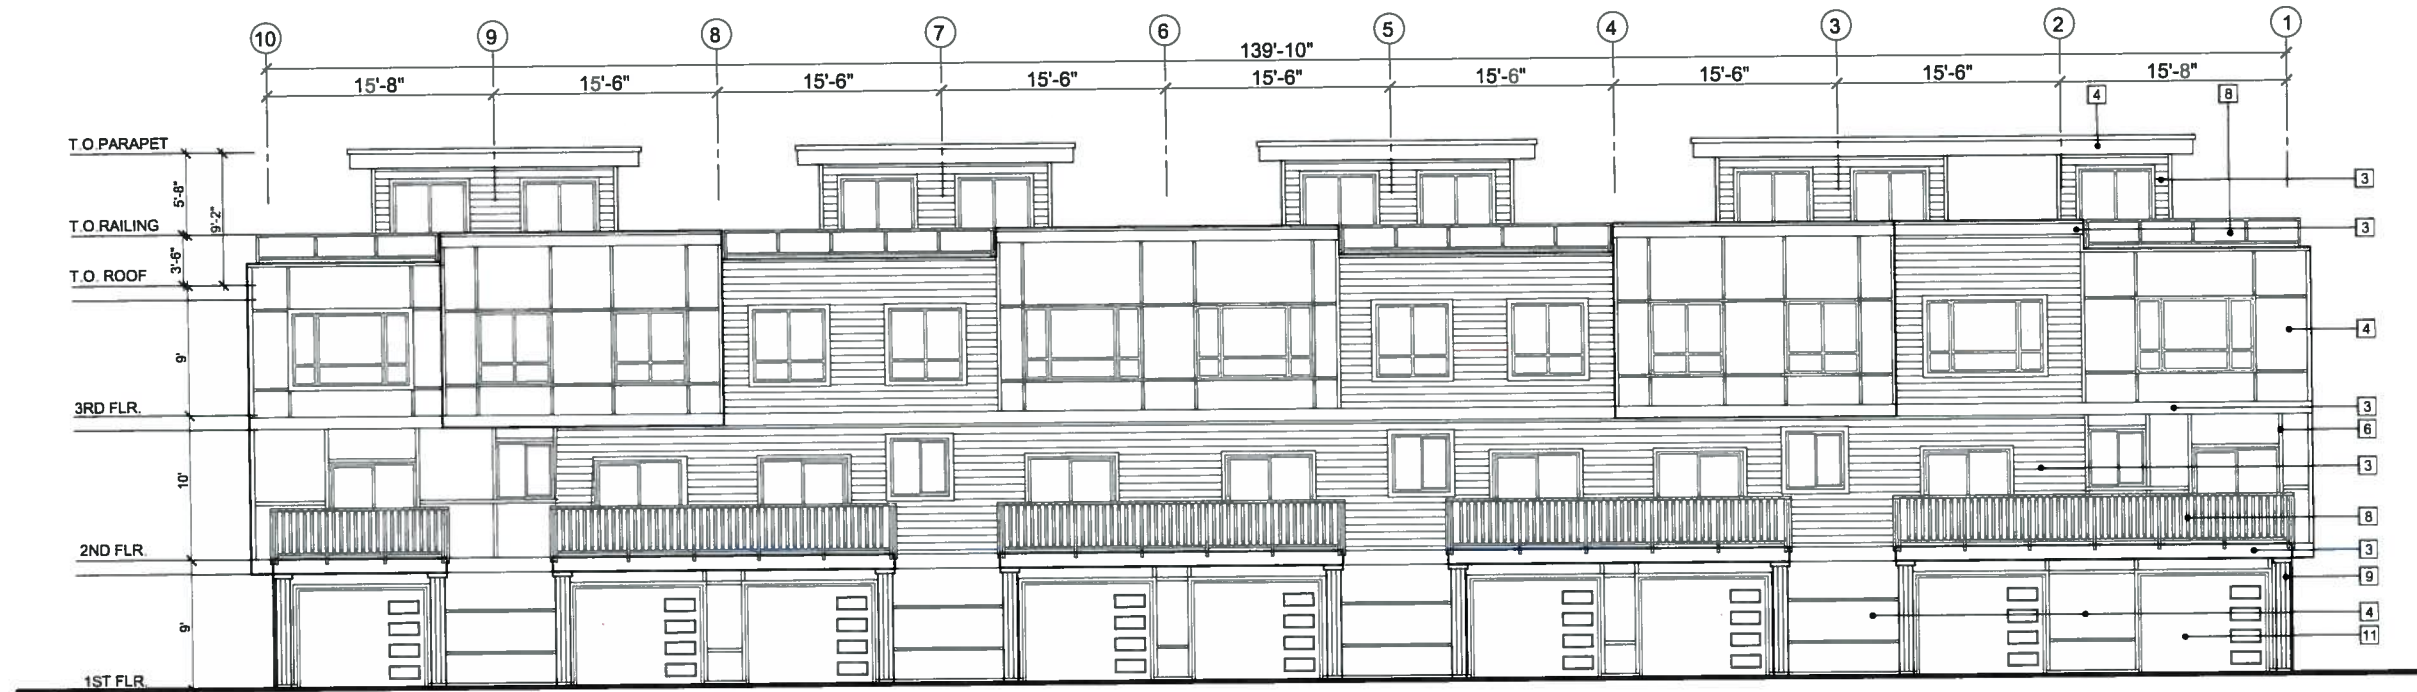 10 9 8 7 6 5 4 3 2 1
139'-10"
15'-8" 15'-6" 15'-6" 15'-6" 15'-6" 15'-6" 15'-6" 15'-6" 15'-8"
4 8
T.O.PARAPET
5'-8"
9'-2"
3
T.O.RAILING
3
3'-6"
T.O. ROOF
4
9'
3RD FLR.
3
6
3
10'
8
2ND FLR.
3
9
4
9'
11
1ST FLR.